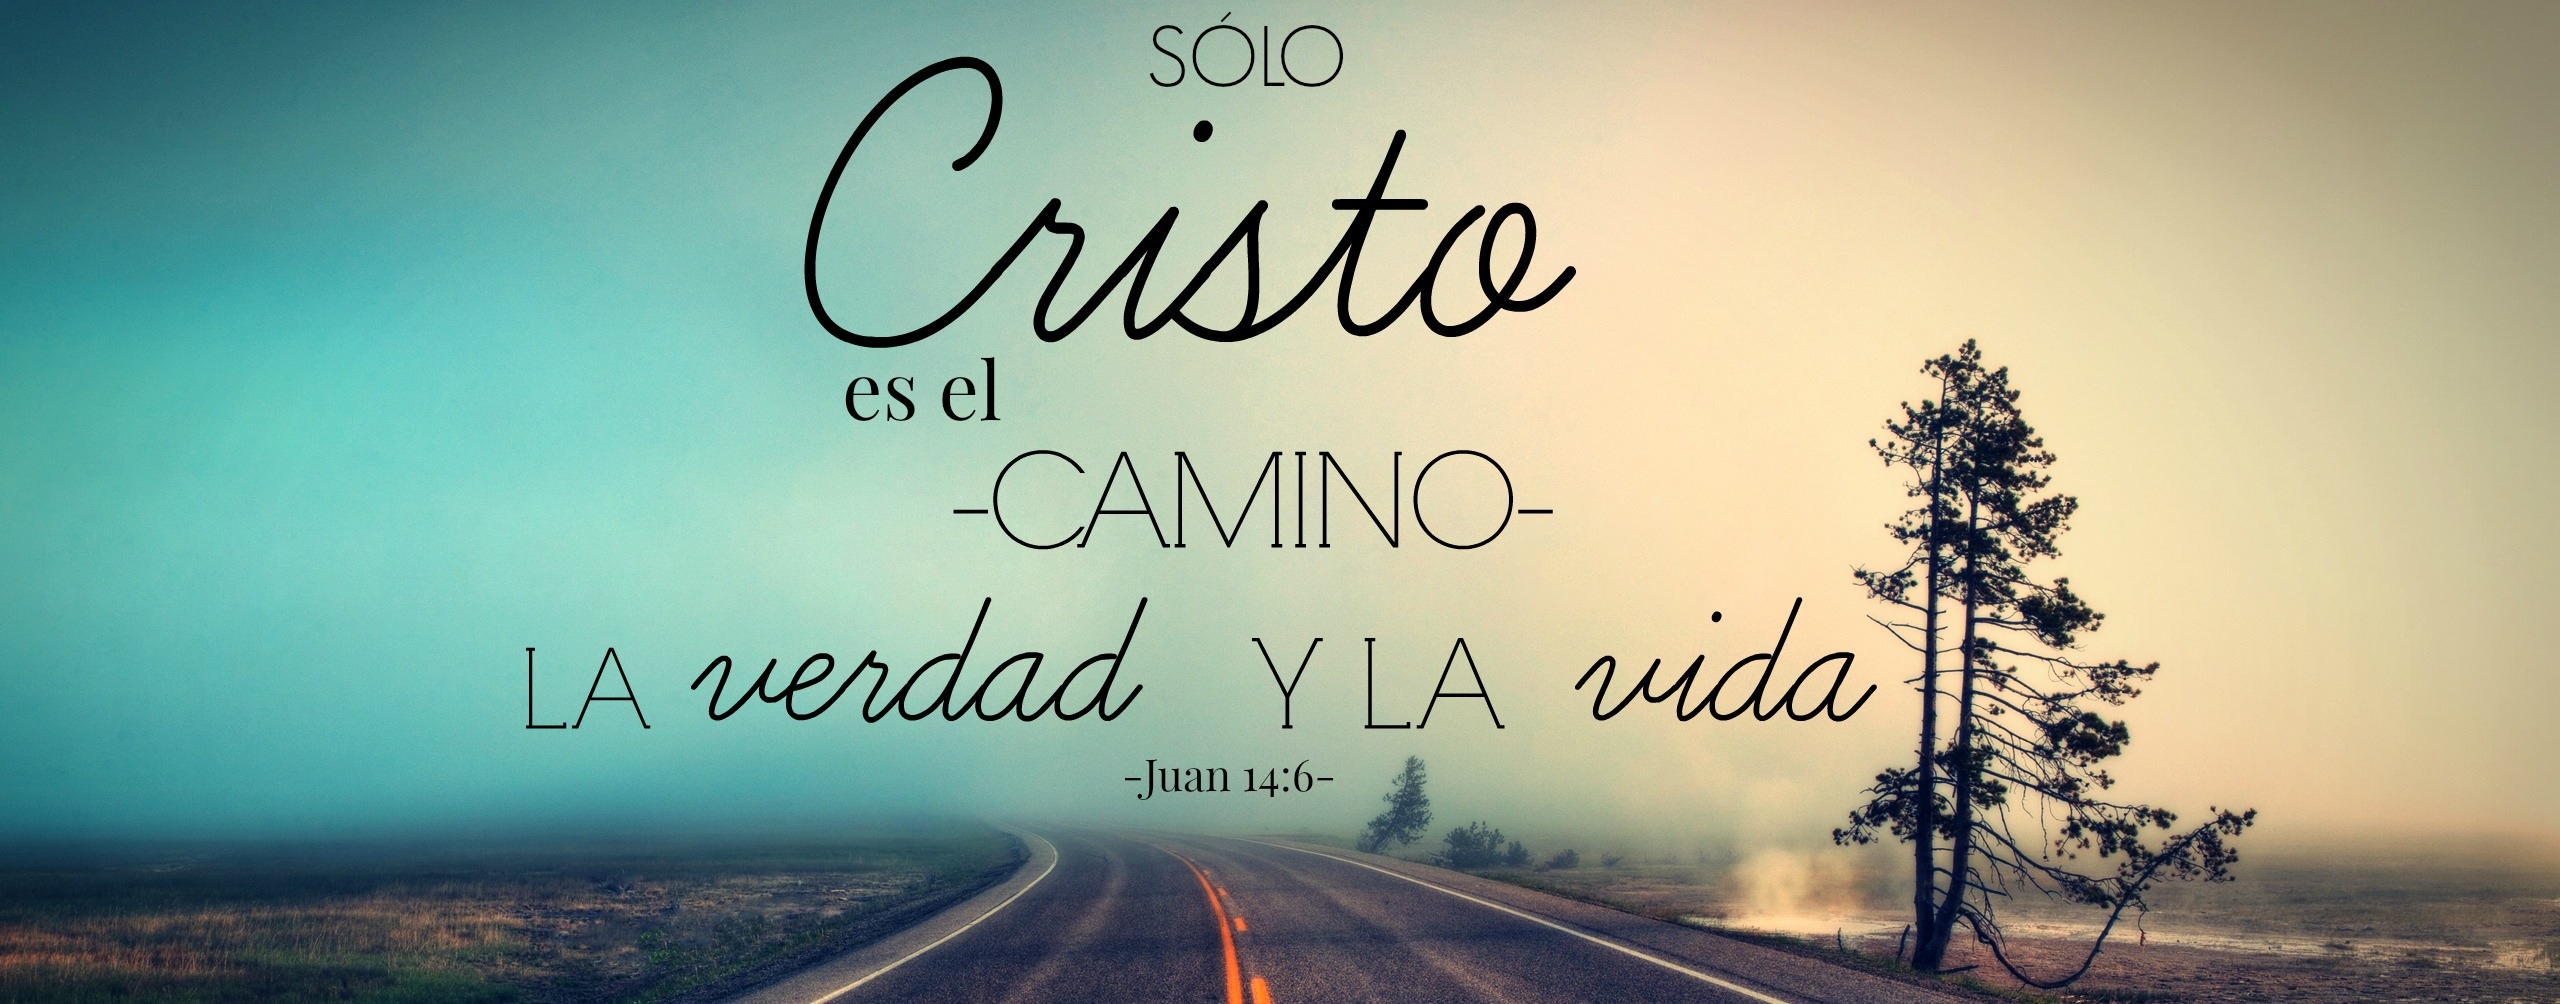 SÓLO
Cristo
es el
-CAMINO-
LA verdad Y LA vida
-Juan 14:6-